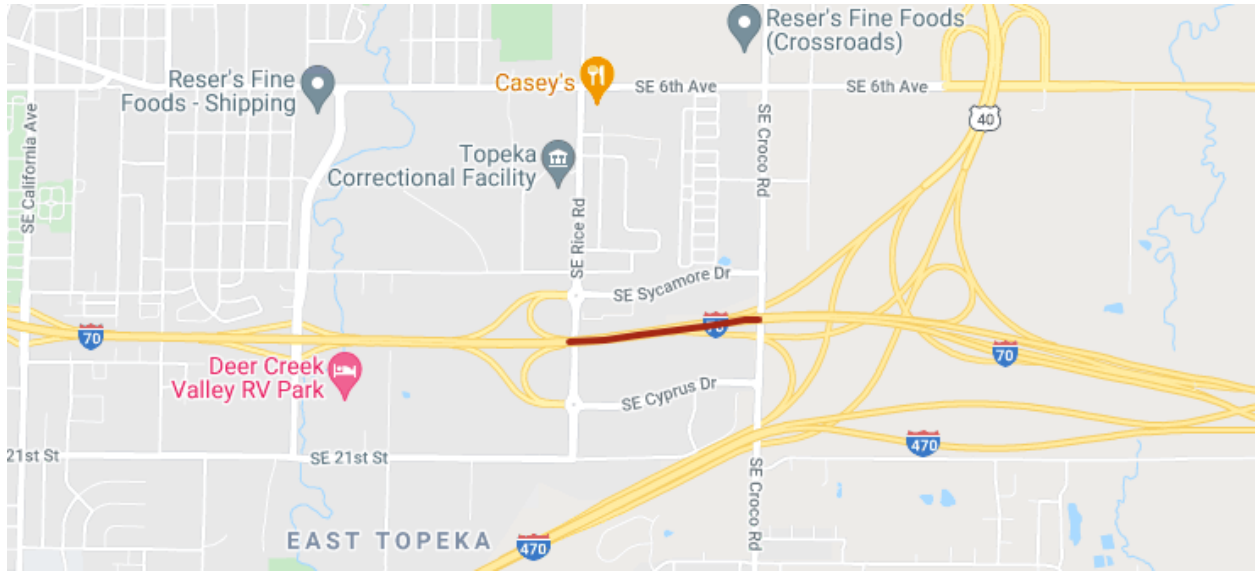 Reser's Fine Foods
(Crossroads)
Reser's Fine
Foods - Shipping
Casey's
SE 6th Ave
SE 6th Ave
40
SE California Ave
Topeka
Correctional Facility
SE Croco Rd
SE Rice Rd
SE Sycamore Dr
70
70
70
Deer Creek
Valley RV Park
SE Cyprus Dr
470
21st St
SE 21st St
SE Croco Rd
EAST TOPEKA
470